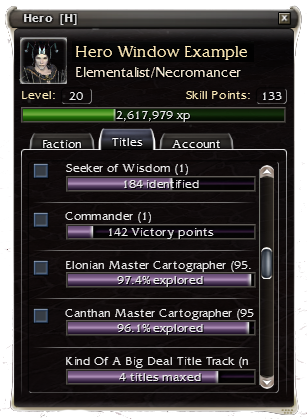 Hero [H]
Hero Window Example
Elementalist/Necromancer
Level: 20 Skill Points: 133
2,617,979 xp
Faction Titles Account
Seeker of Wisdom (1)
184 identified
Commander (1)
142 Victory points
Elonian Master Cartographer (95.
97.4% explored
Canthan Master Cartographer (95
96.1% explored
Kind Of A Big Deal Title Track (n
4 titles maxed